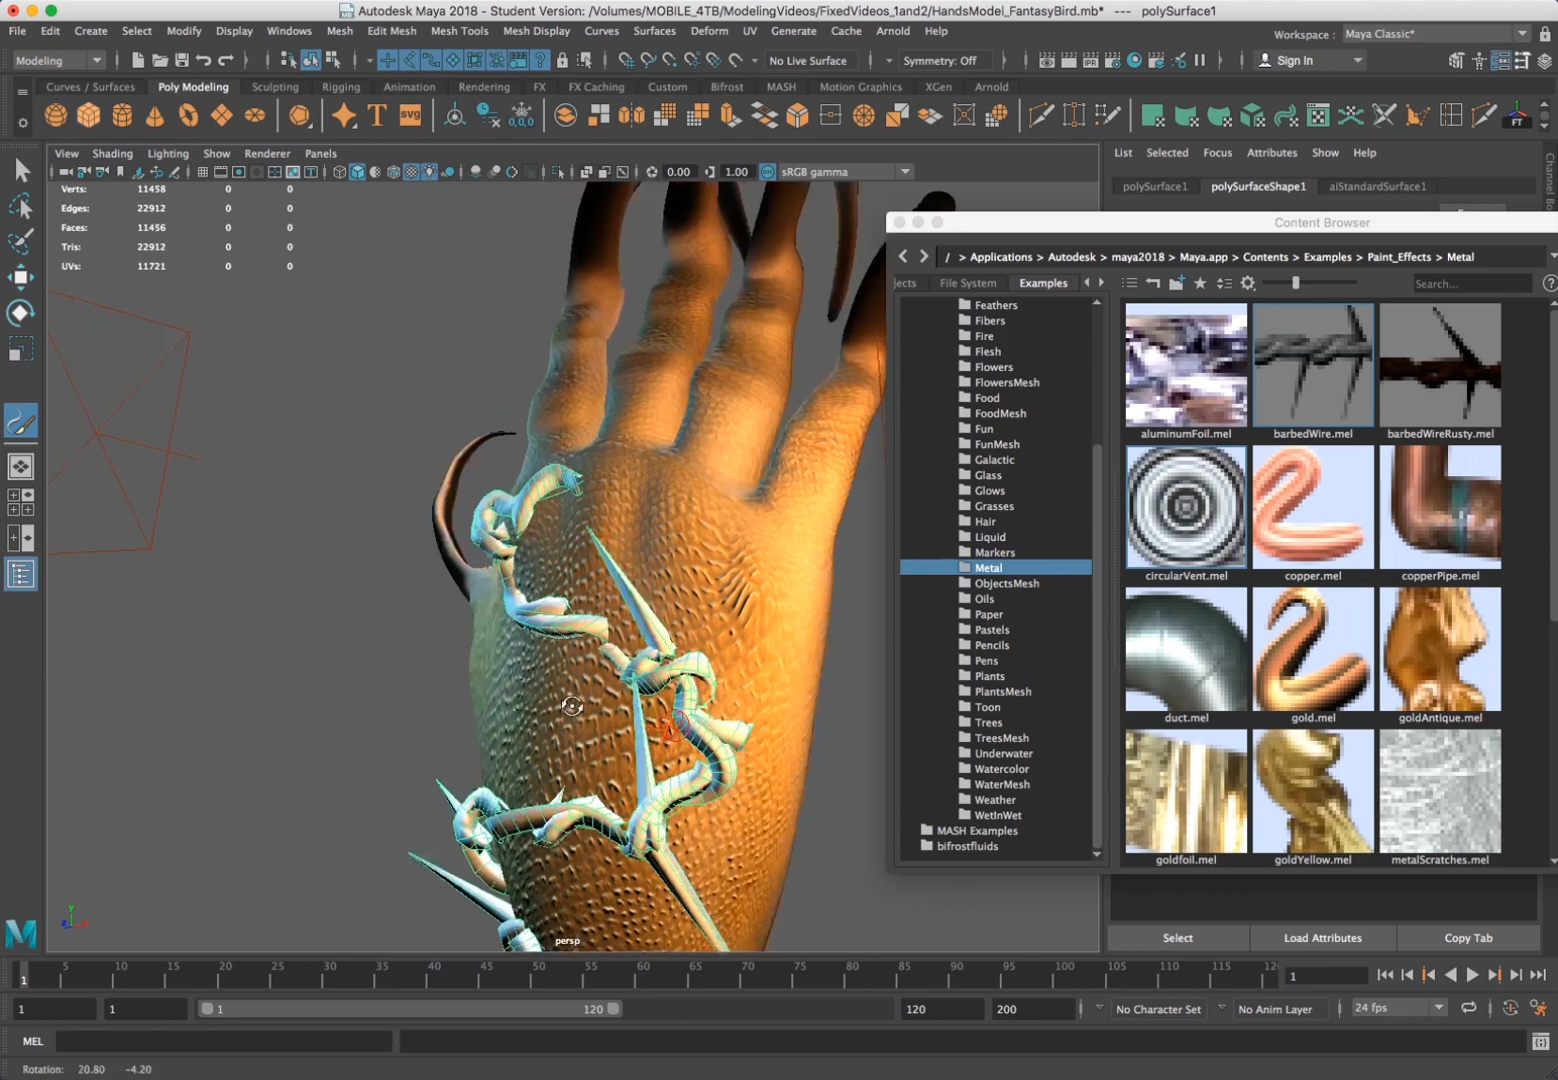 Autodesk Maya 2018 - Student Version: /Volumes/MOBILE_4TB/ModelingVideos/FixedVideos_1and2/HandsModel_FantasyBird.mb* --- polySurface1
File Edit Create Select Modify Display Windows Mesh Edit Mesh Mesh Tools Mesh Display Curves Surfaces Deform UV Generate Cache Arnold Help Workspace : Maya Classic*
Modeling No Live Surface Symmetry: Off Sign In
Curves / Surfaces Poly Modeling Sculpting Rigging Animation Rendering FX FX Caching Custom Bifrost MASH Motion Graphics XGen Arnold
T SVG 0,0,0 FT
View Shading Lighting Show Renderer Panels
List Selected Focus Attributes Show Help
0.00 1.00 sRGB gamma
polySurface1 polySurfaceShape1 aiStandardSurface1
Channel Bo
Verts: 11458 0 0
Edges: 22912 0 0
Faces: 11456 0 0
Tris: 22912 0 0
UVs: 11721 0 0
Content Browser
/ > Applications > Autodesk > maya2018 > Maya.app > Contents > Examples > Paint_Effects > Metal
jects File System Examples Search...
Feathers
Fibers
Fire
Flesh
Flowers
FlowersMesh
Food
FoodMesh
Fun
FunMesh
Galactic
Glass
Glows
Grasses
Hair
Liquid
Markers
Metal
ObjectsMesh
Oils
Paper
Pastels
Pencils
Pens
Plants
PlantsMesh
Toon
Trees
TreesMesh
Underwater
Watercolor
WaterMesh
Weather
WetInWet
MASH Examples
bifrostfluids
aluminumFoil.mel barbedWire.mel barbedWireRusty.mel
circularVent.mel copper.mel copperPipe.mel
duct.mel gold.mel goldAntique.mel
goldfoil.mel goldYellow.mel metalScratches.mel
persp
Select Load Attributes Copy Tab
1 5 10 15 20 25 30 35 40 45 50 55 60 65 70 75 80 85 90 95 100 105 110 115 12 1
1 1 1 120 120 200 No Character Set No Anim Layer 24 fps
MEL
Rotation: 20.80 -4.20